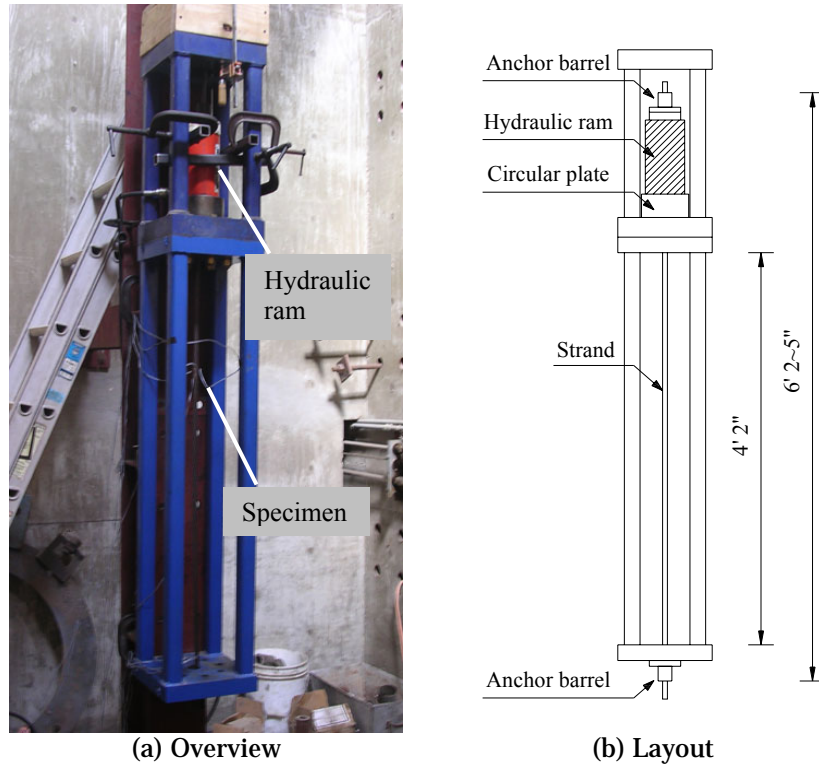 Hydraulic
ram
Specimen
(a) Overview
Anchor barrel
Hydraulic ram
Circular plate
Strand
4' 2"
6' 2~5"
Anchor barrel
(b) Layout